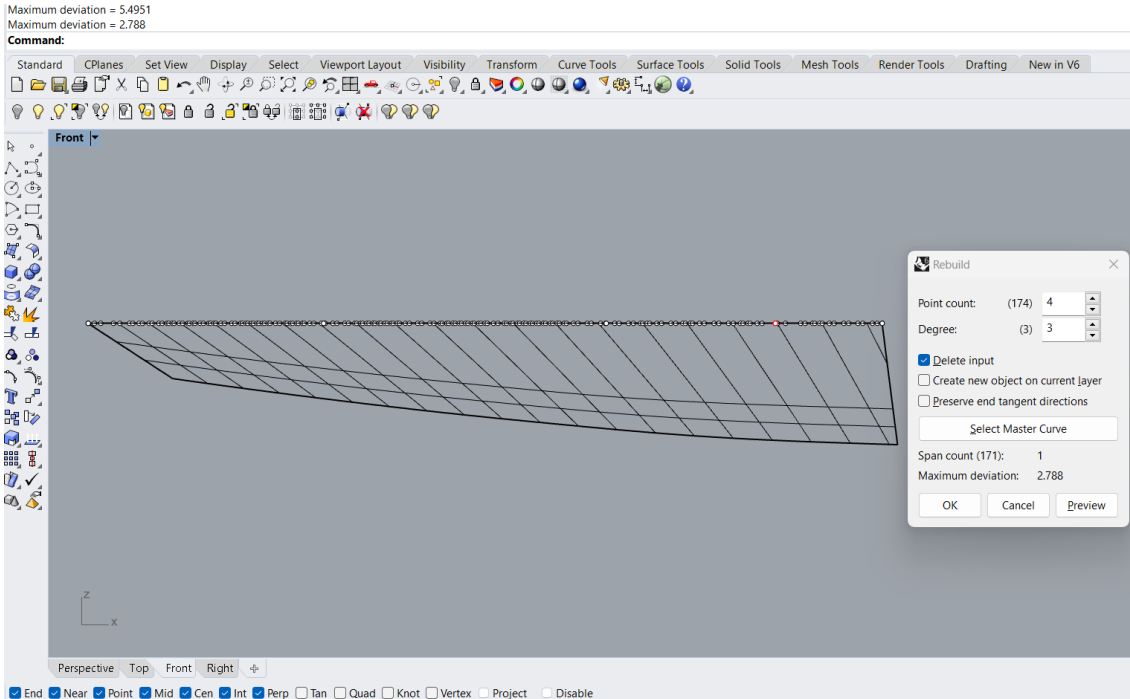 Maximum deviation = 5.4951
Maximum deviation = 2.788
Command:
Standard CPlanes Set View Display Select Viewport Layout Visibility Transform Curve Tools Surface Tools Solid Tools Mesh Tools Render Tools Drafting New in V6
Front
Rebuild
Point count: (174) 4
Degree: (3) 3
Delete input
Create new object on current layer
Preserve end tangent directions
Select Master Curve
Span count (171): 1
Maximum deviation: 2.788
OK Cancel Preview
z
x
Perspective Top Front Right
End Near Point Mid Cen Int Perp Tan Quad Knot Vertex Project Disable